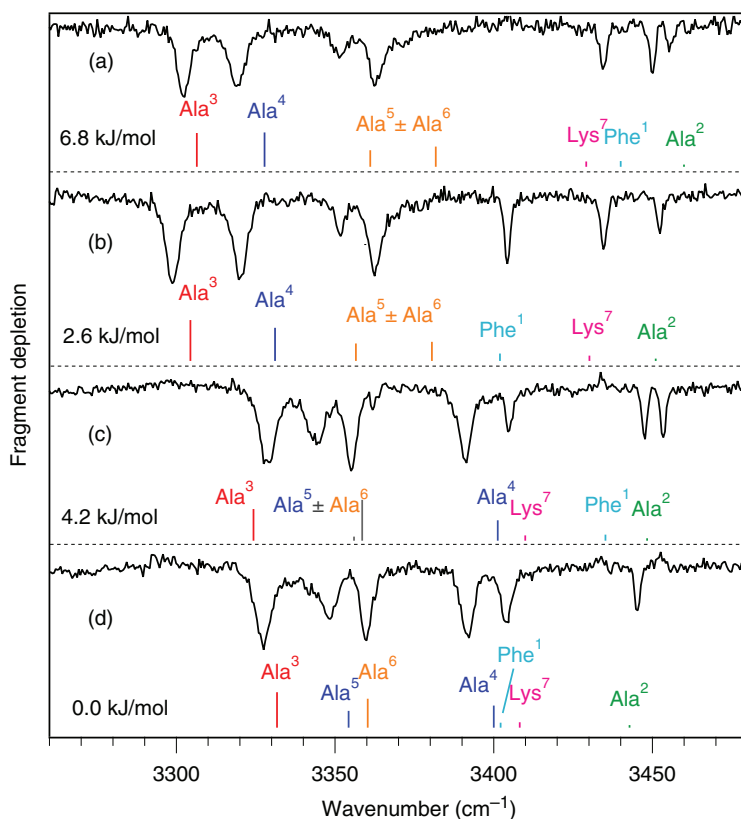 (a)
Ala³ Ala⁴ Ala⁵ ± Ala⁶ Lys⁷ Phe¹ Ala²
6.8 kJ/mol
(b)
Ala³ Ala⁴ Ala⁵ ± Ala⁶ Phe¹ Lys⁷ Ala²
2.6 kJ/mol
(c)
Ala³ Ala⁵ ± Ala⁶ Ala⁴ Lys⁷ Phe¹ Ala²
4.2 kJ/mol
(d)
Ala³ Ala⁵ Ala⁶ Ala⁴ Phe¹ Lys⁷ Ala²
0.0 kJ/mol
Fragment depletion
3300 3350 3400 3450
Wavenumber (cm⁻¹)